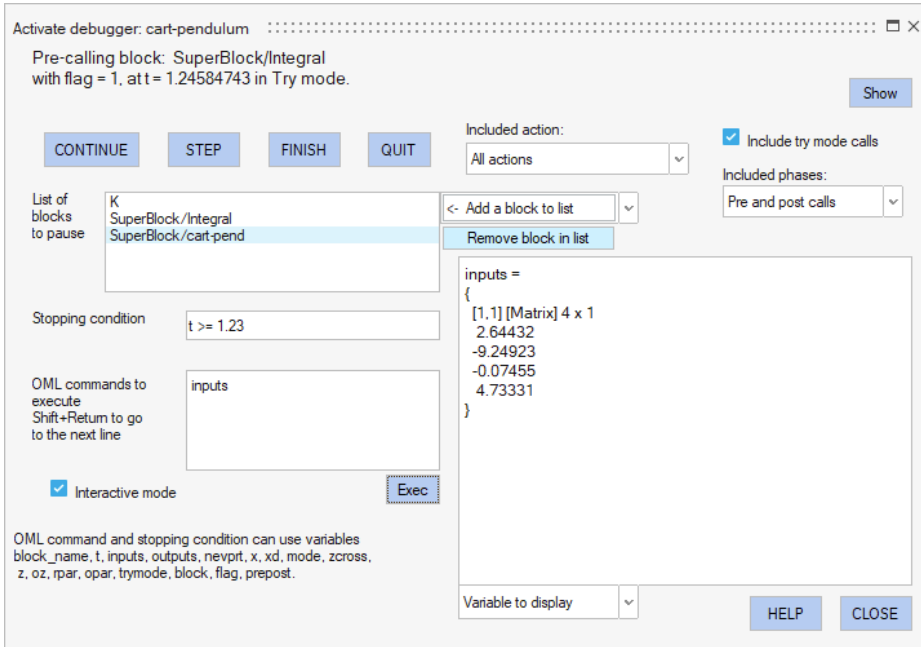 Activate debugger: cart-pendulum
Pre-calling block: SuperBlock/Integral
with flag = 1, at t = 1.24584743 in Try mode.
Show
CONTINUE
STEP
FINISH
QUIT
Included action:
All actions
Include try mode calls
Included phases:
Pre and post calls
List of
blocks
to pause
K
SuperBlock/Integral
SuperBlock/cart-pend
<- Add a block to list
Remove block in list
Stopping condition
t >= 1.23
OML commands to
execute
Shift+Return to go
to the next line
inputs
Interactive mode
Exec
inputs =
{
[1,1] [Matrix] 4 x 1
2.64432
-9.24923
-0.07455
4.73331
}
OML command and stopping condition can use variables
block_name, t, inputs, outputs, nevprt, x, xd, mode, zcross,
z, oz, rpar, opar, trymode, block, flag, prepost.
Variable to display
HELP
CLOSE